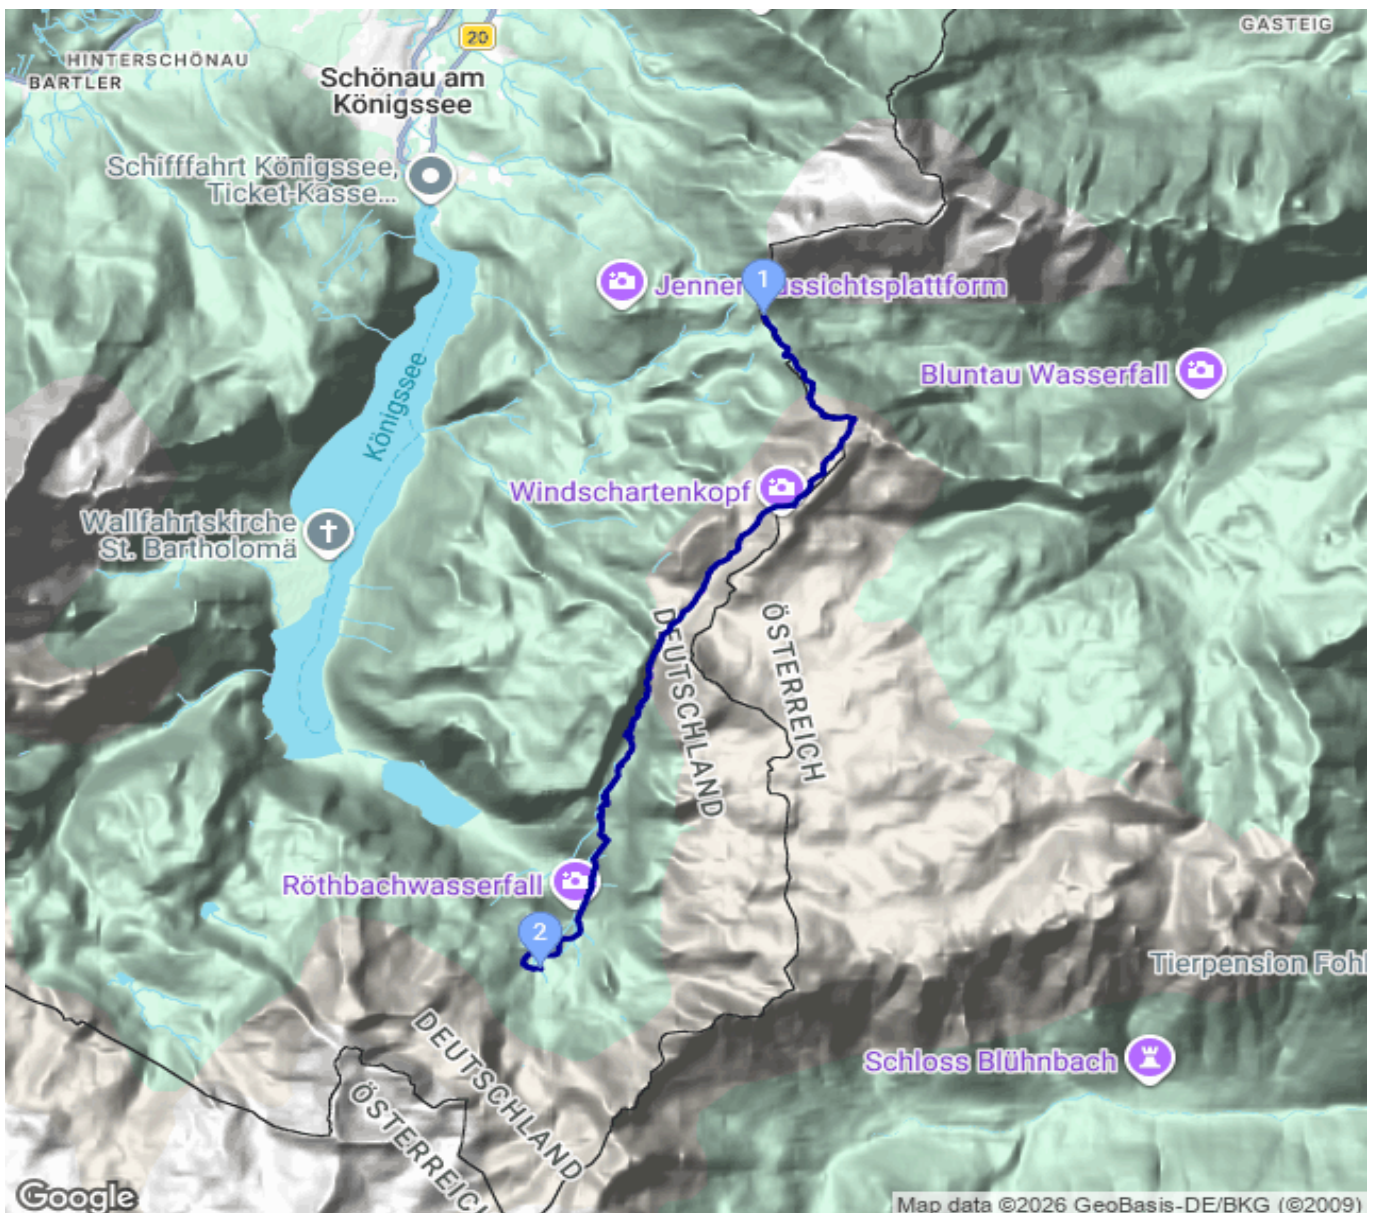 GASTEIG
20
HINTERSCHÖNAU
BARTLER
Schönau am
Königssee
Schifffahrt Königssee,
Ticket-Kasse...
1
Jenner ussichtsplattform
Königssee
Bluntau Wasserfall
Windschartenkopf
Wallfahrtskirche
St. Bartholomä
DEUTSCHLAND
ÖSTERREICH
Röthbachwasserfall
2
Tierpension Fohl
DEUTSCHLAND
ÖSTERREICH
Schloss Blühnbach
Google
Map data ©2026 GeoBasis-DE/BKG (©2009)